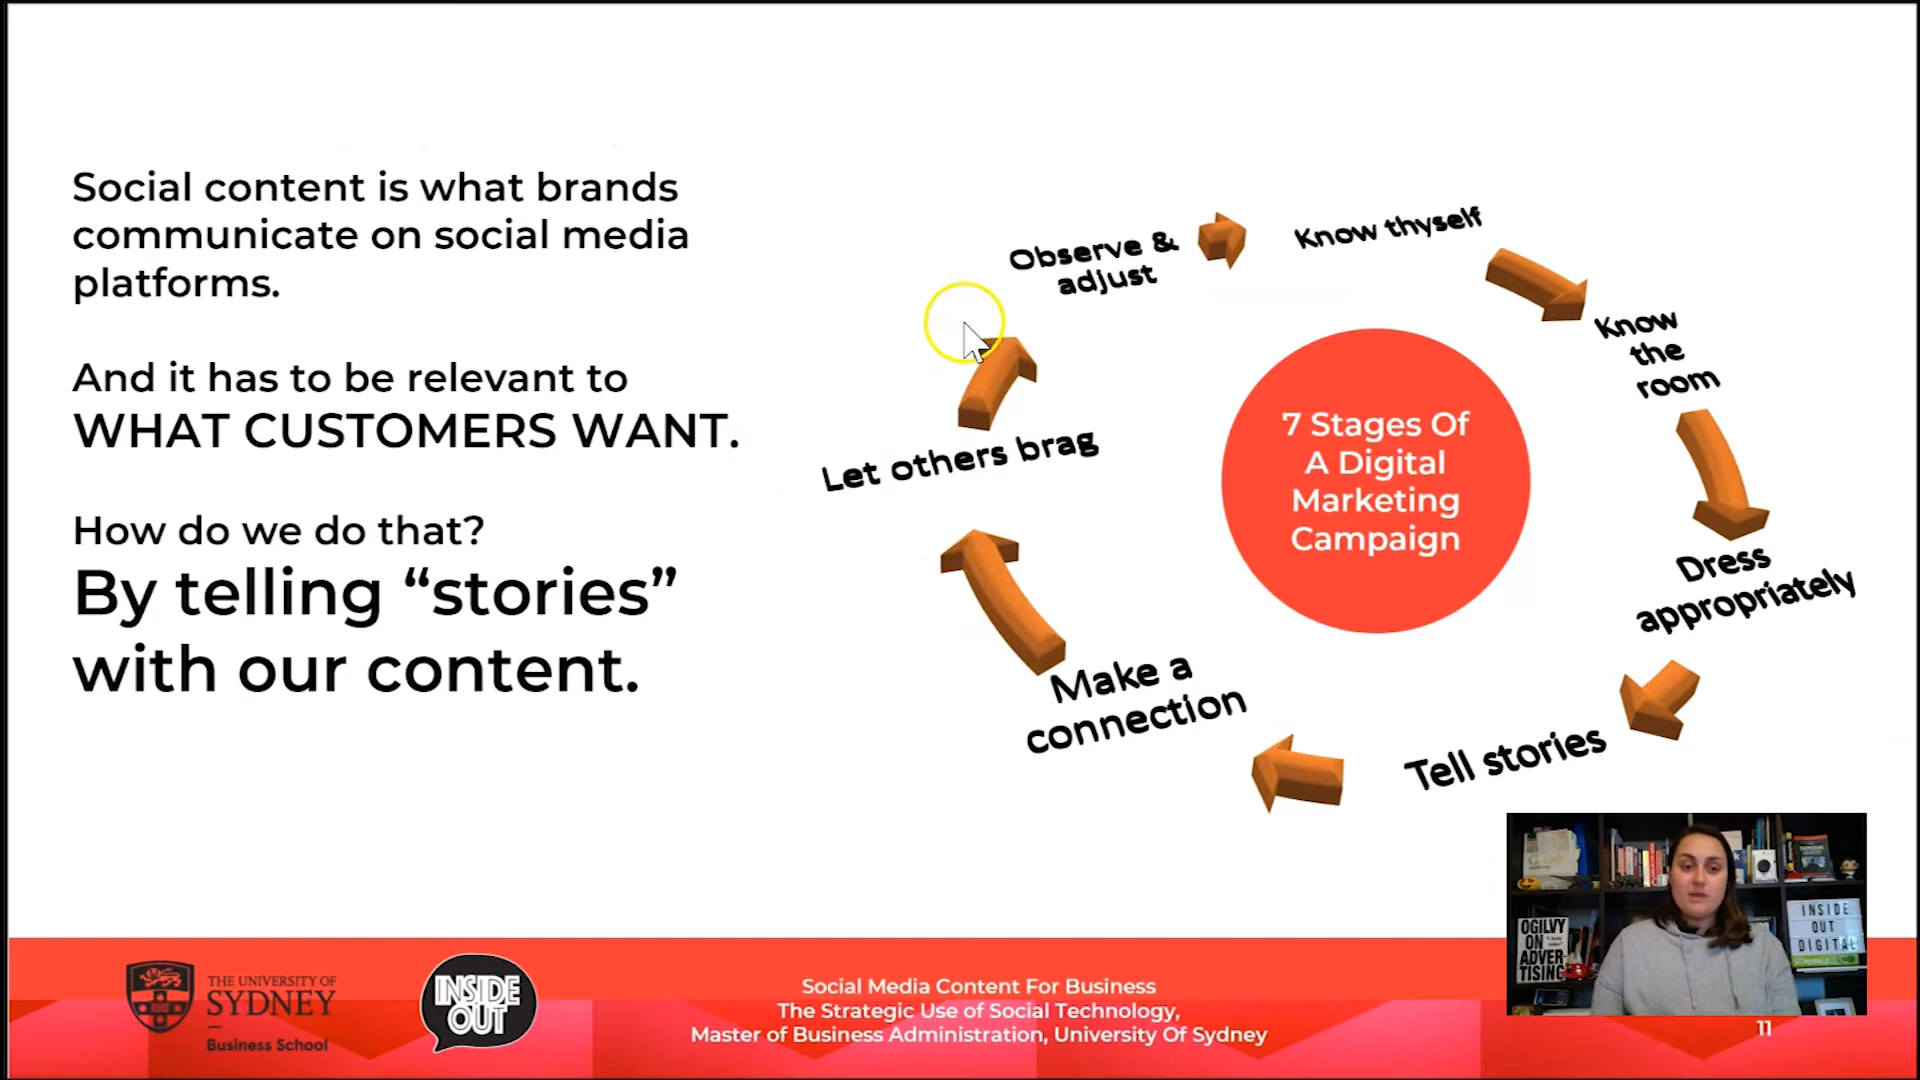 Social content is what brands
communicate on social media
platforms.
And it has to be relevant to
WHAT CUSTOMERS WANT.
How do we do that?
By telling “stories”
with our content.
Observe &
adjust
Know thyself
Know
the
room
Dress
appropriately
Tell stories
Make a
connection
Let others brag
7 Stages Of
A Digital
Marketing
Campaign
OGILVY
ON
ADVER-
TISING
INSIDE
OUT
DIGITAL
THE UNIVERSITY OF
SYDNEY
Business School
INSIDE
OUT
Social Media Content For Business
The Strategic Use of Social Technology,
Master of Business Administration, University Of Sydney
11